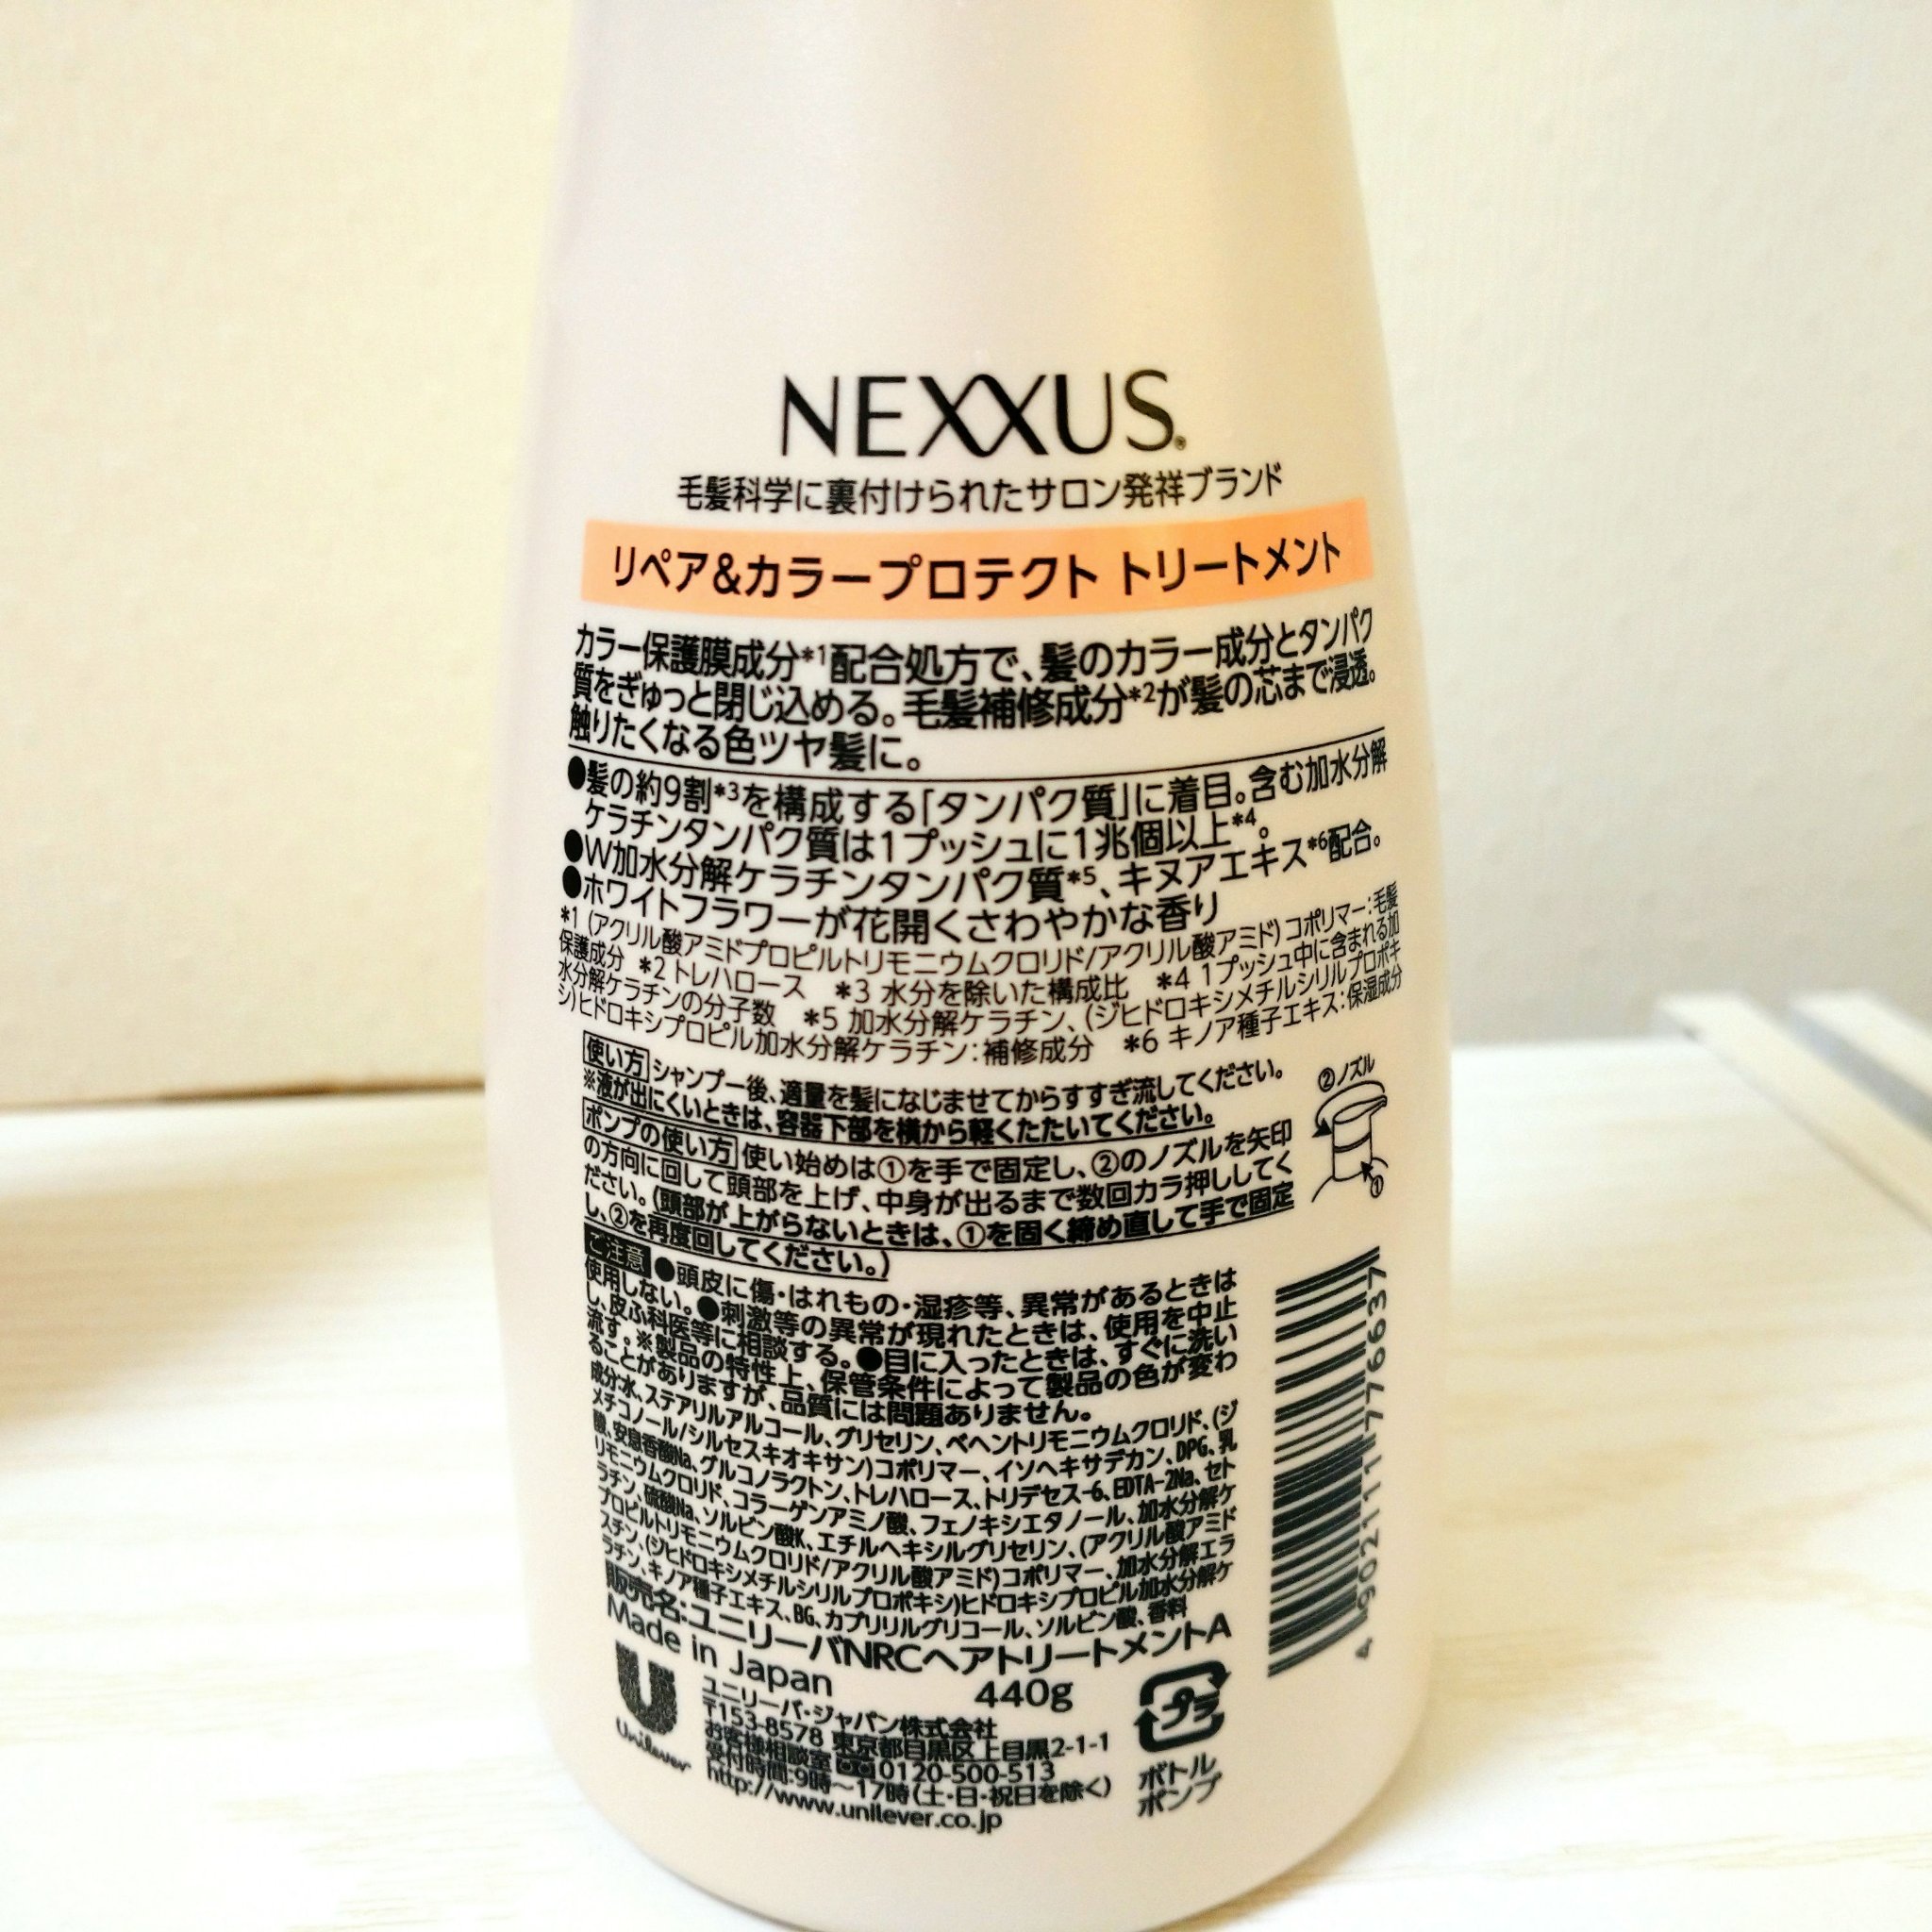 NEXXUS®
毛髪科学に裏付けられたサロン発祥ブランド
リペア&カラープロテクト トリートメント
カラー保護膜成分*1配合処方で、髪のカラー成分とタンパク
質をぎゅっと閉じ込める。毛髪補修成分*2が髪の芯まで浸透。
触りたくなる色ツヤ髪に。
●髪の約9割*3を構成する「タンパク質」に着目。含む加水分解
ケラチンタンパク質は1プッシュに1兆個以上*4。
●W加水分解ケラチンタンパク質*5、キヌアエキス*6配合。
●ホワイトフラワーが花開くさわやかな香り
*1 (アクリル酸アミドプロピルトリモニウムクロリド/アクリル酸アミド) コポリマー:毛髪
保護成分 *2 トレハロース *3 水分を除いた構成比 *4 1プッシュ中に含まれる加
水分解ケラチンの分子数 *5 加水分解ケラチン、(ジヒドロキシメチルシリルプロポキ
シ)ヒドロキシプロピル加水分解ケラチン:補修成分 *6 キノア種子エキス:保湿成分
使い方 シャンプー後、適量を髪になじませてからすすぎ流してください。
※液が出にくいときは、容器下部を横から軽くたたいてください。
ポンプの使い方 使い始めは①を手で固定し、②のノズルを矢印
の方向に回して頭部を上げ、中身が出るまで数回カラ押ししてく
ださい。(頭部が上がらないときは、①を固く締め直して手で固定
し、②を再度回してください。)
②ノズル
①
ご注意 ●頭皮に傷・はれもの・湿疹等、異常があるときは
使用しない。●刺激等の異常が現れたときは、使用を中止
し、皮ふ科医等に相談する。●目に入ったときは、すぐに洗い
流す。※製品の特性上、保管条件によって製品の色が変わ
ることがありますが、品質には問題ありません。
成分:水、ステアリルアルコール、グリセリン、ベヘントリモニウムクロリド、(ジ
メチコノール/シルセスキオキサン)コポリマー、イソヘキサデカン、DPG、乳
酸、安息香酸Na、グルコノラクトン、トレハロース、トリデセス-6、EDTA-2Na、セト
リモニウムクロリド、コラーゲンアミノ酸、フェノキシエタノール、加水分解ケ
ラチン、硫酸Na、ソルビン酸K、エチルヘキシルグリセリン、(アクリル酸アミド
プロピルトリモニウムクロリド/アクリル酸アミド)コポリマー、加水分解エラ
スチン、(ジヒドロキシメチルシリルプロポキシ)ヒドロキシプロピル加水分解ケ
ラチン、キノア種子エキス、BG、カプリリルグリコール、ソルビン酸、香料
販売名:ユニリーバNRCヘアトリートメントA
Made in Japan 440g
Unilever
ユニリーバ・ジャパン株式会社
〒153-8578 東京都目黒区上目黒2-1-1
お客様相談室 0120-500-513
受付時間:9時～17時(土・日・祝日を除く)
http://www.unilever.co.jp
プラ
ボトル
ポンプ
4 902111 776637